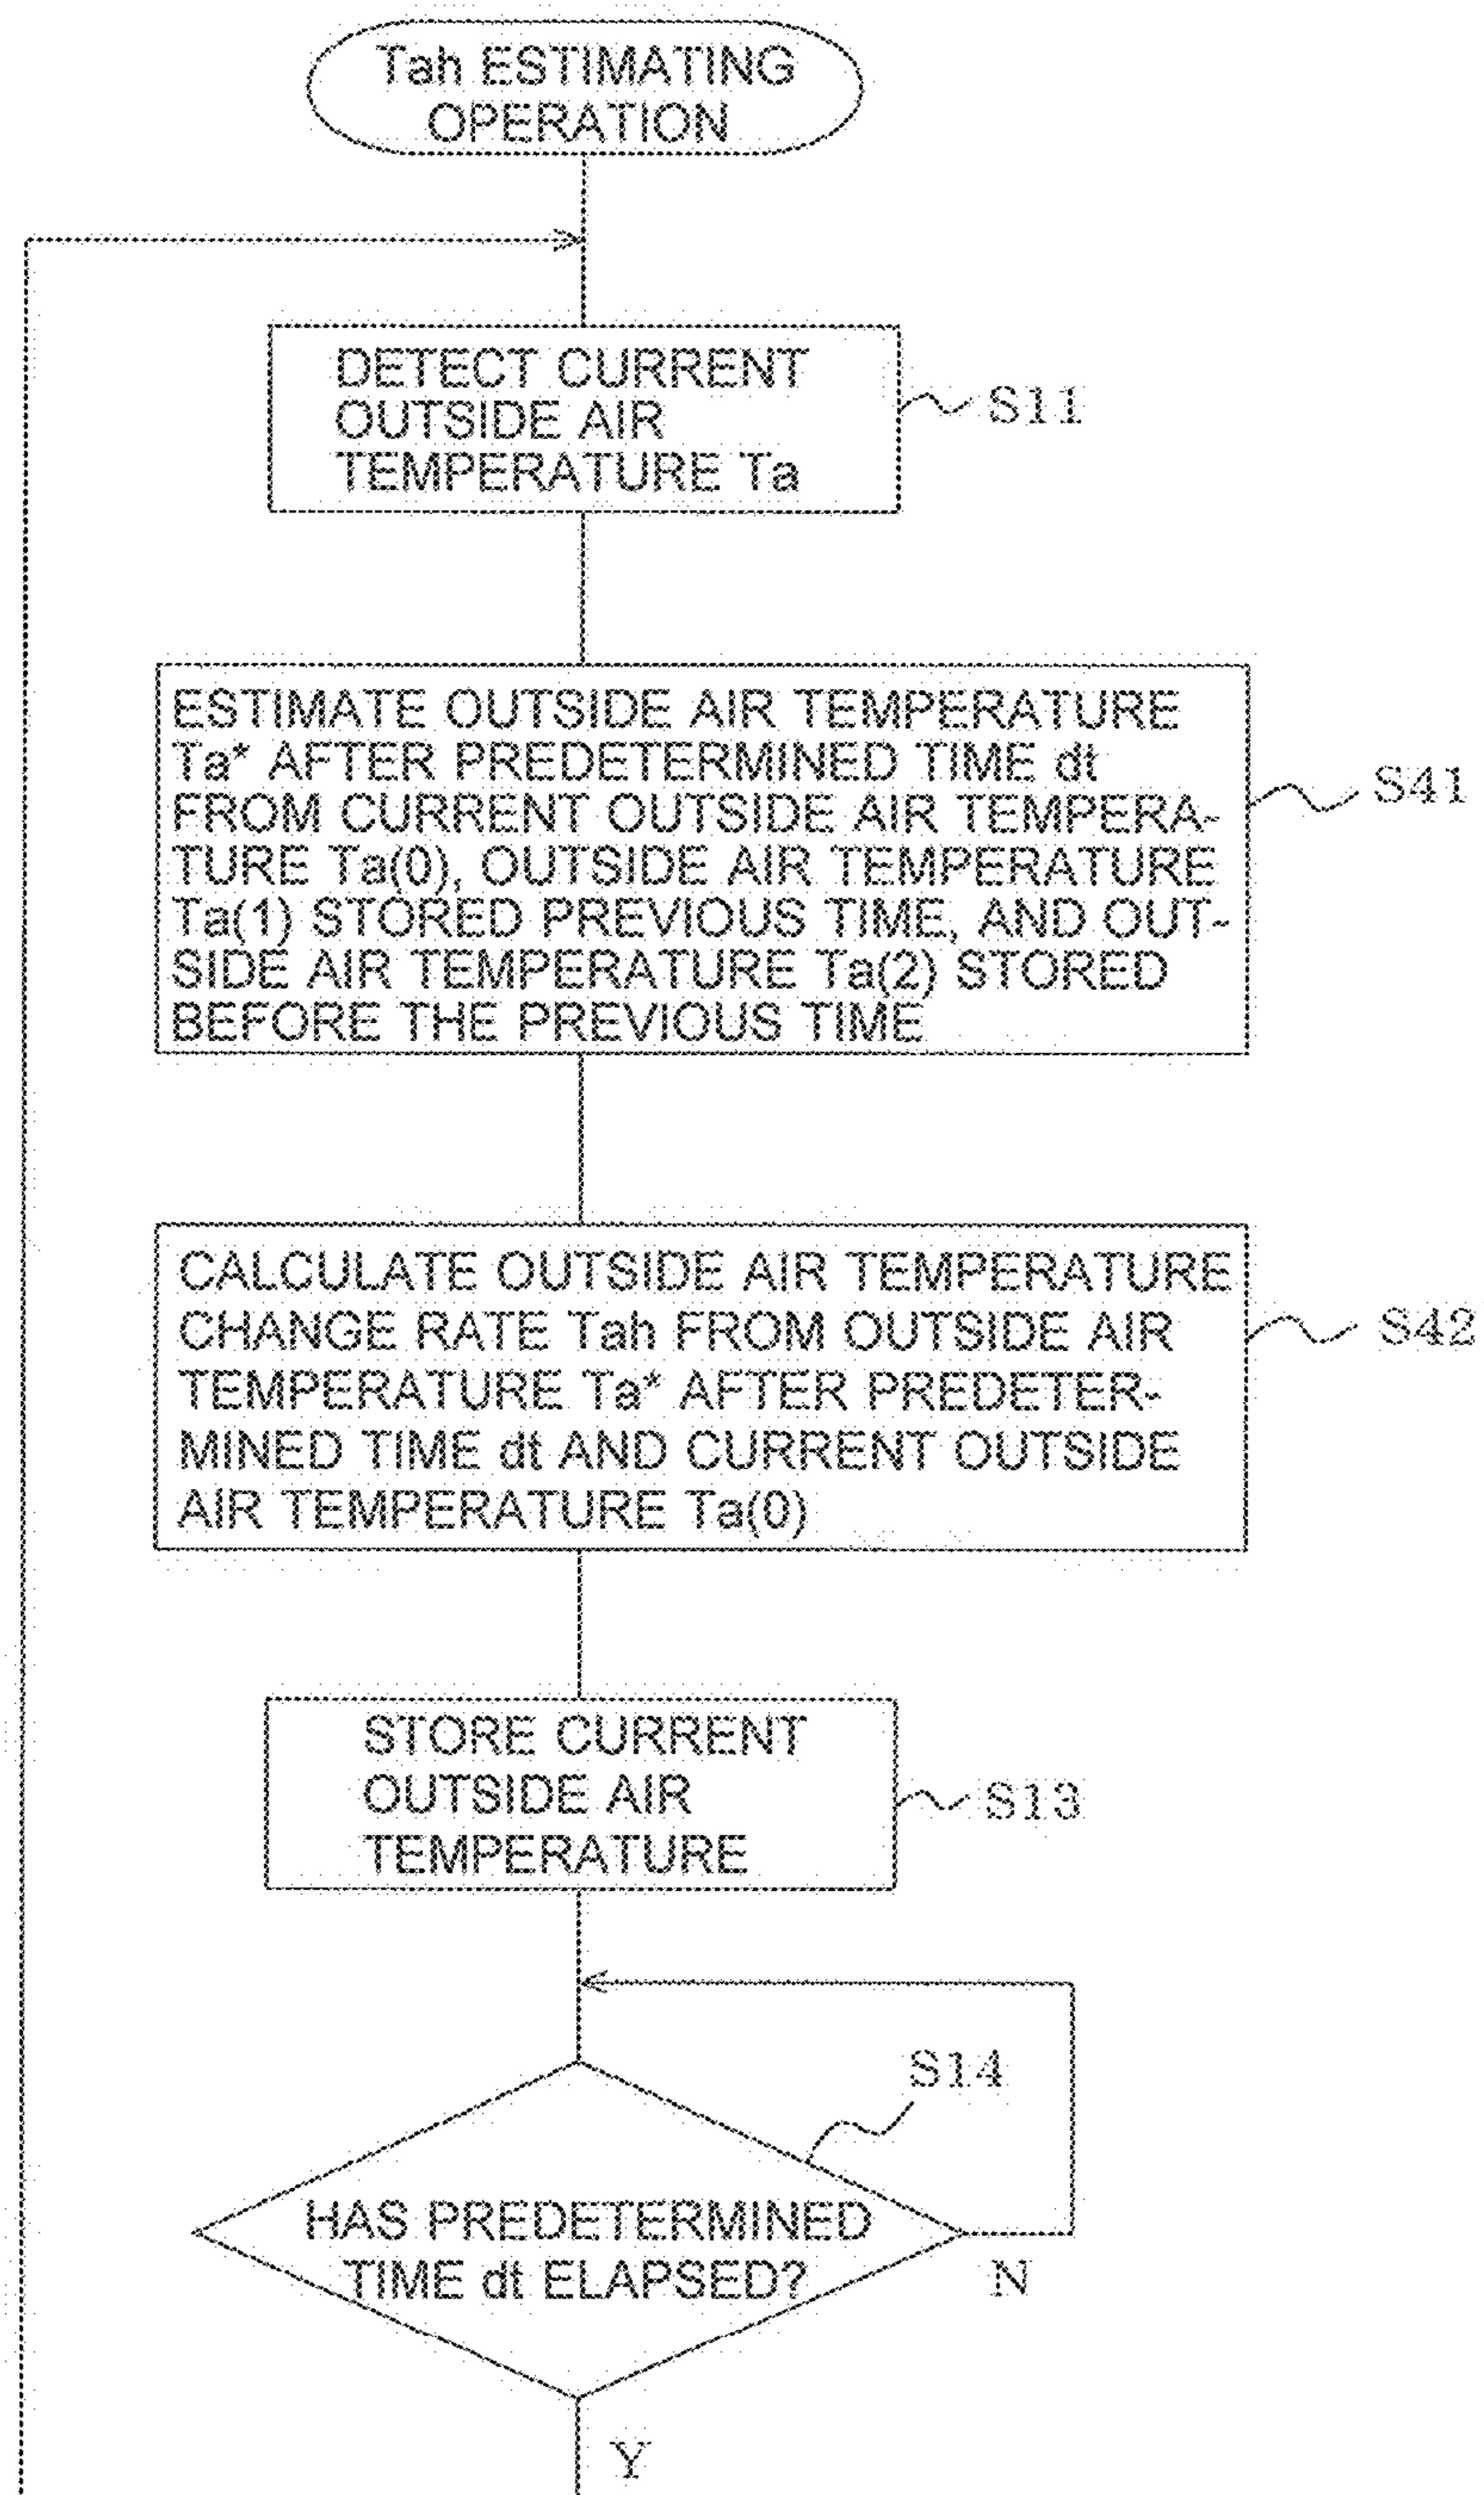 Tah ESTIMATING
OPERATION
DETECT CURRENT
OUTSIDE AIR
TEMPERATURE Ta
S11
ESTIMATE OUTSIDE AIR TEMPERATURE
Ta* AFTER PREDETERMINED TIME dt
FROM CURRENT OUTSIDE AIR TEMPERA-
TURE Ta(0), OUTSIDE AIR TEMPERATURE
Ta(1) STORED PREVIOUS TIME, AND OUT-
SIDE AIR TEMPERATURE Ta(2) STORED
BEFORE THE PREVIOUS TIME
S41
CALCULATE OUTSIDE AIR TEMPERATURE
CHANGE RATE Tah FROM OUTSIDE AIR
TEMPERATURE Ta* AFTER PREDETER-
MINED TIME dt AND CURRENT OUTSIDE
AIR TEMPERATURE Ta(0)
S42
STORE CURRENT
OUTSIDE AIR
TEMPERATURE
S13
S14
HAS PREDETERMINED
TIME dt ELAPSED?
N
Y